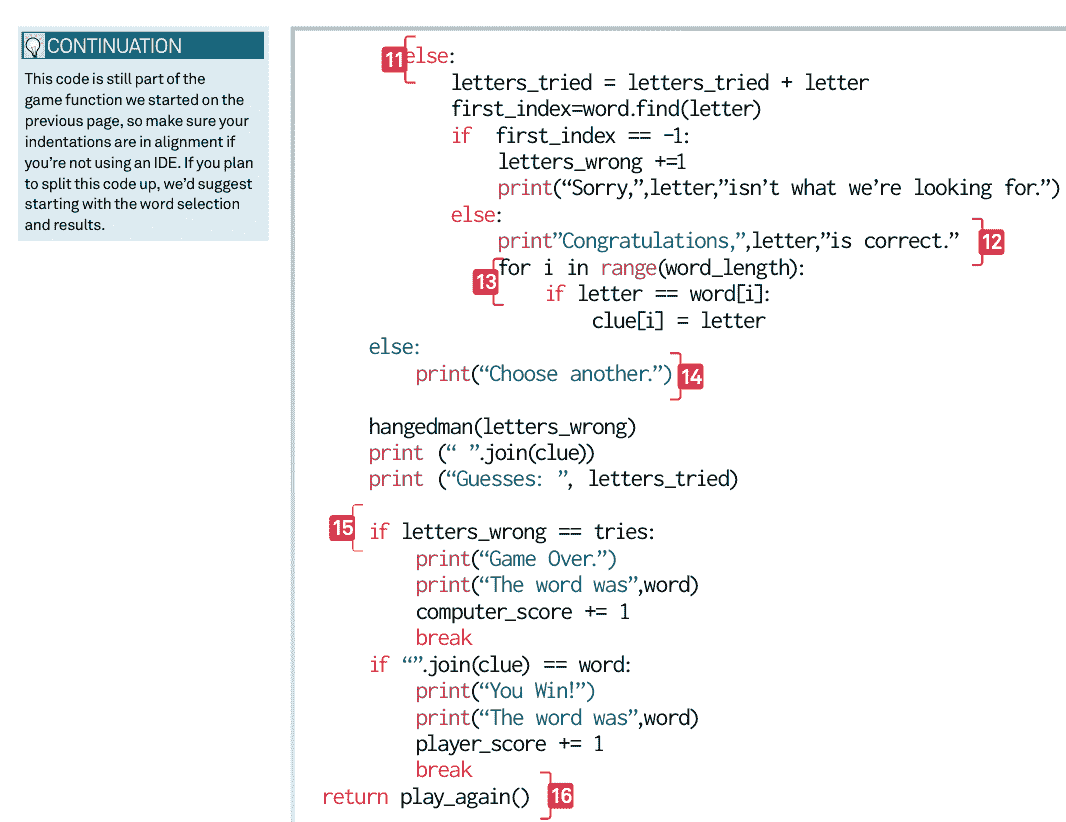 CONTINUATION
This code is still part of the
game function we started on the
previous page, so make sure your
indentations are in alignment if
you’re not using an IDE. If you plan
to split this code up, we’d suggest
starting with the word selection
and results.
11 else:
letters_tried = letters_tried + letter
first_index=word.find(letter)
if  first_index == -1:
letters_wrong +=1
print(“Sorry,”,letter,”isn’t what we’re looking for.”)
else:
print”Congratulations,”,letter,”is correct.” 12
13 for i in range(word_length):
if letter == word[i]:
clue[i] = letter
else:
print(“Choose another.”) 14
hangedman(letters_wrong)
print (“ ”.join(clue))
print (“Guesses: ”, letters_tried)
15 if letters_wrong == tries:
print(“Game Over.”)
print(“The word was”,word)
computer_score += 1
break
if “”.join(clue) == word:
print(“You Win!”)
print(“The word was”,word)
player_score += 1
break
return play_again() 16